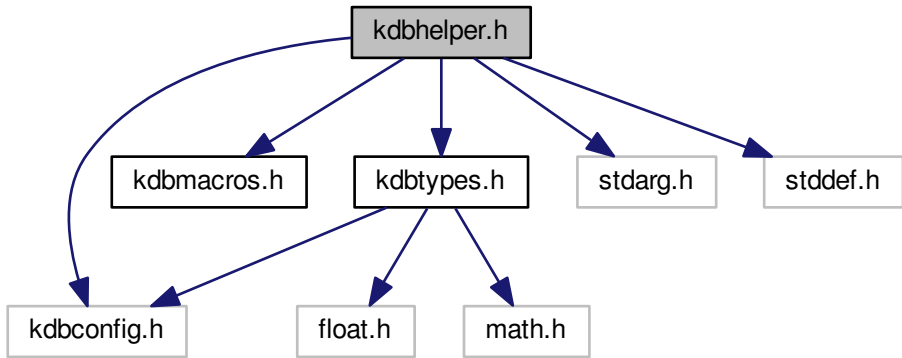 kdbhelper.h
kdbmacros.h
kdbtypes.h
stdarg.h
stddef.h
kdbconfig.h
float.h
math.h